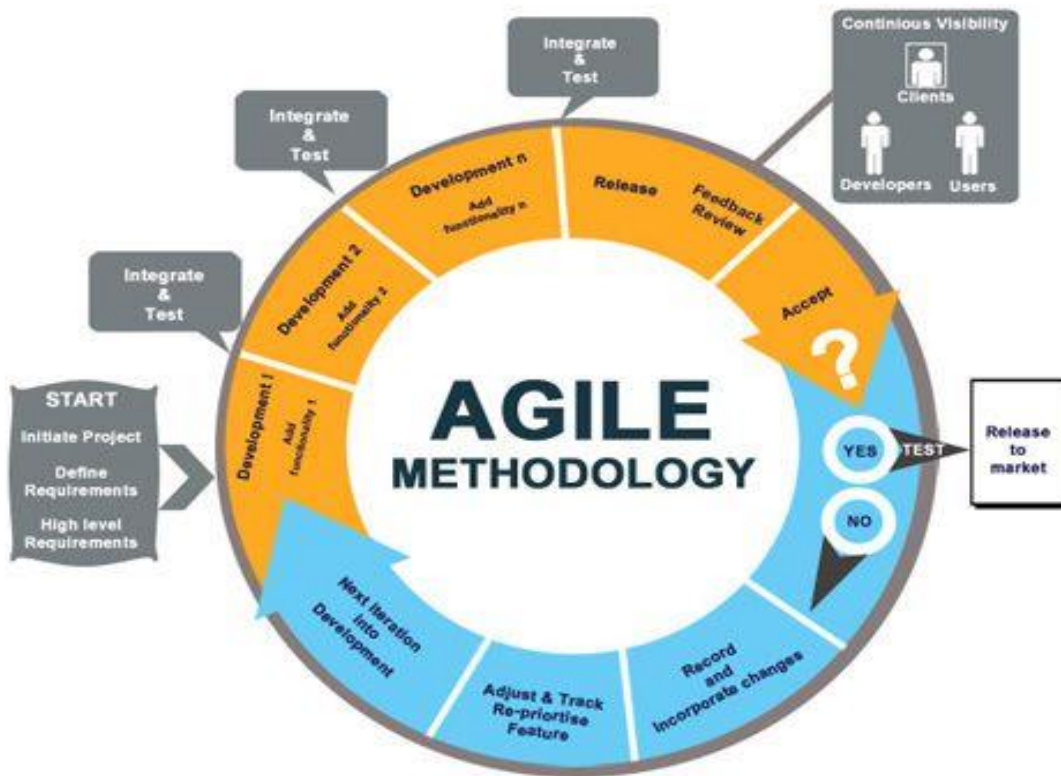 START
Initiate Project
Define
Requirements
High level
Requirements
Development 1
Add
functionality 1
Integrate
&
Test
Development 2
Add
functionality 2
Integrate
&
Test
Development n
Add
functionality n
Integrate
&
Test
Release
Feedback
Review
Continious Visibility
Clients
Developers
Users
Accept
?
YES
TEST
Release
to
market
NO
Record
and
Incorporate changes
Adjust & Track
Re-priortise
Feature
Next iteration
into
Development
AGILE
METHODOLOGY